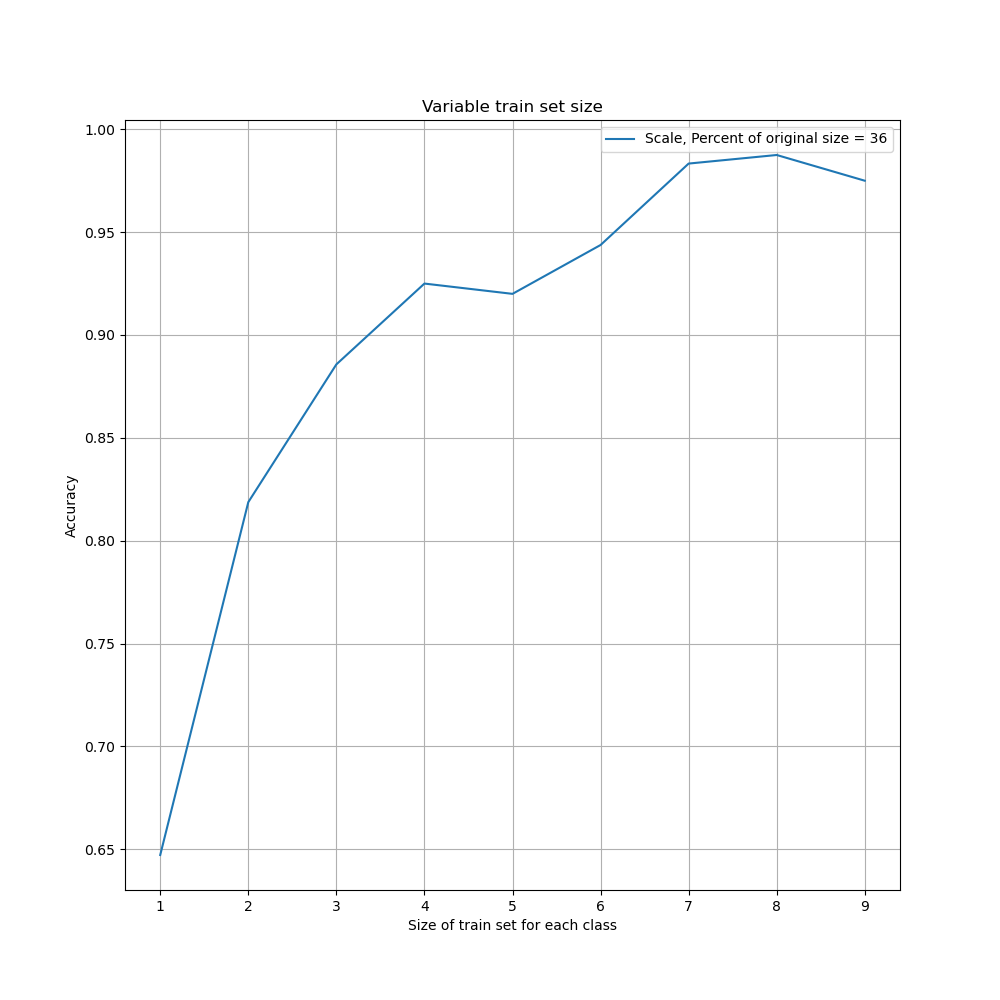 Variable train set size
Scale, Percent of original size = 36
Accuracy
1.00
0.95
0.90
0.85
0.80
0.75
0.70
0.65
1 2 3 4 5 6 7 8 9
Size of train set for each class